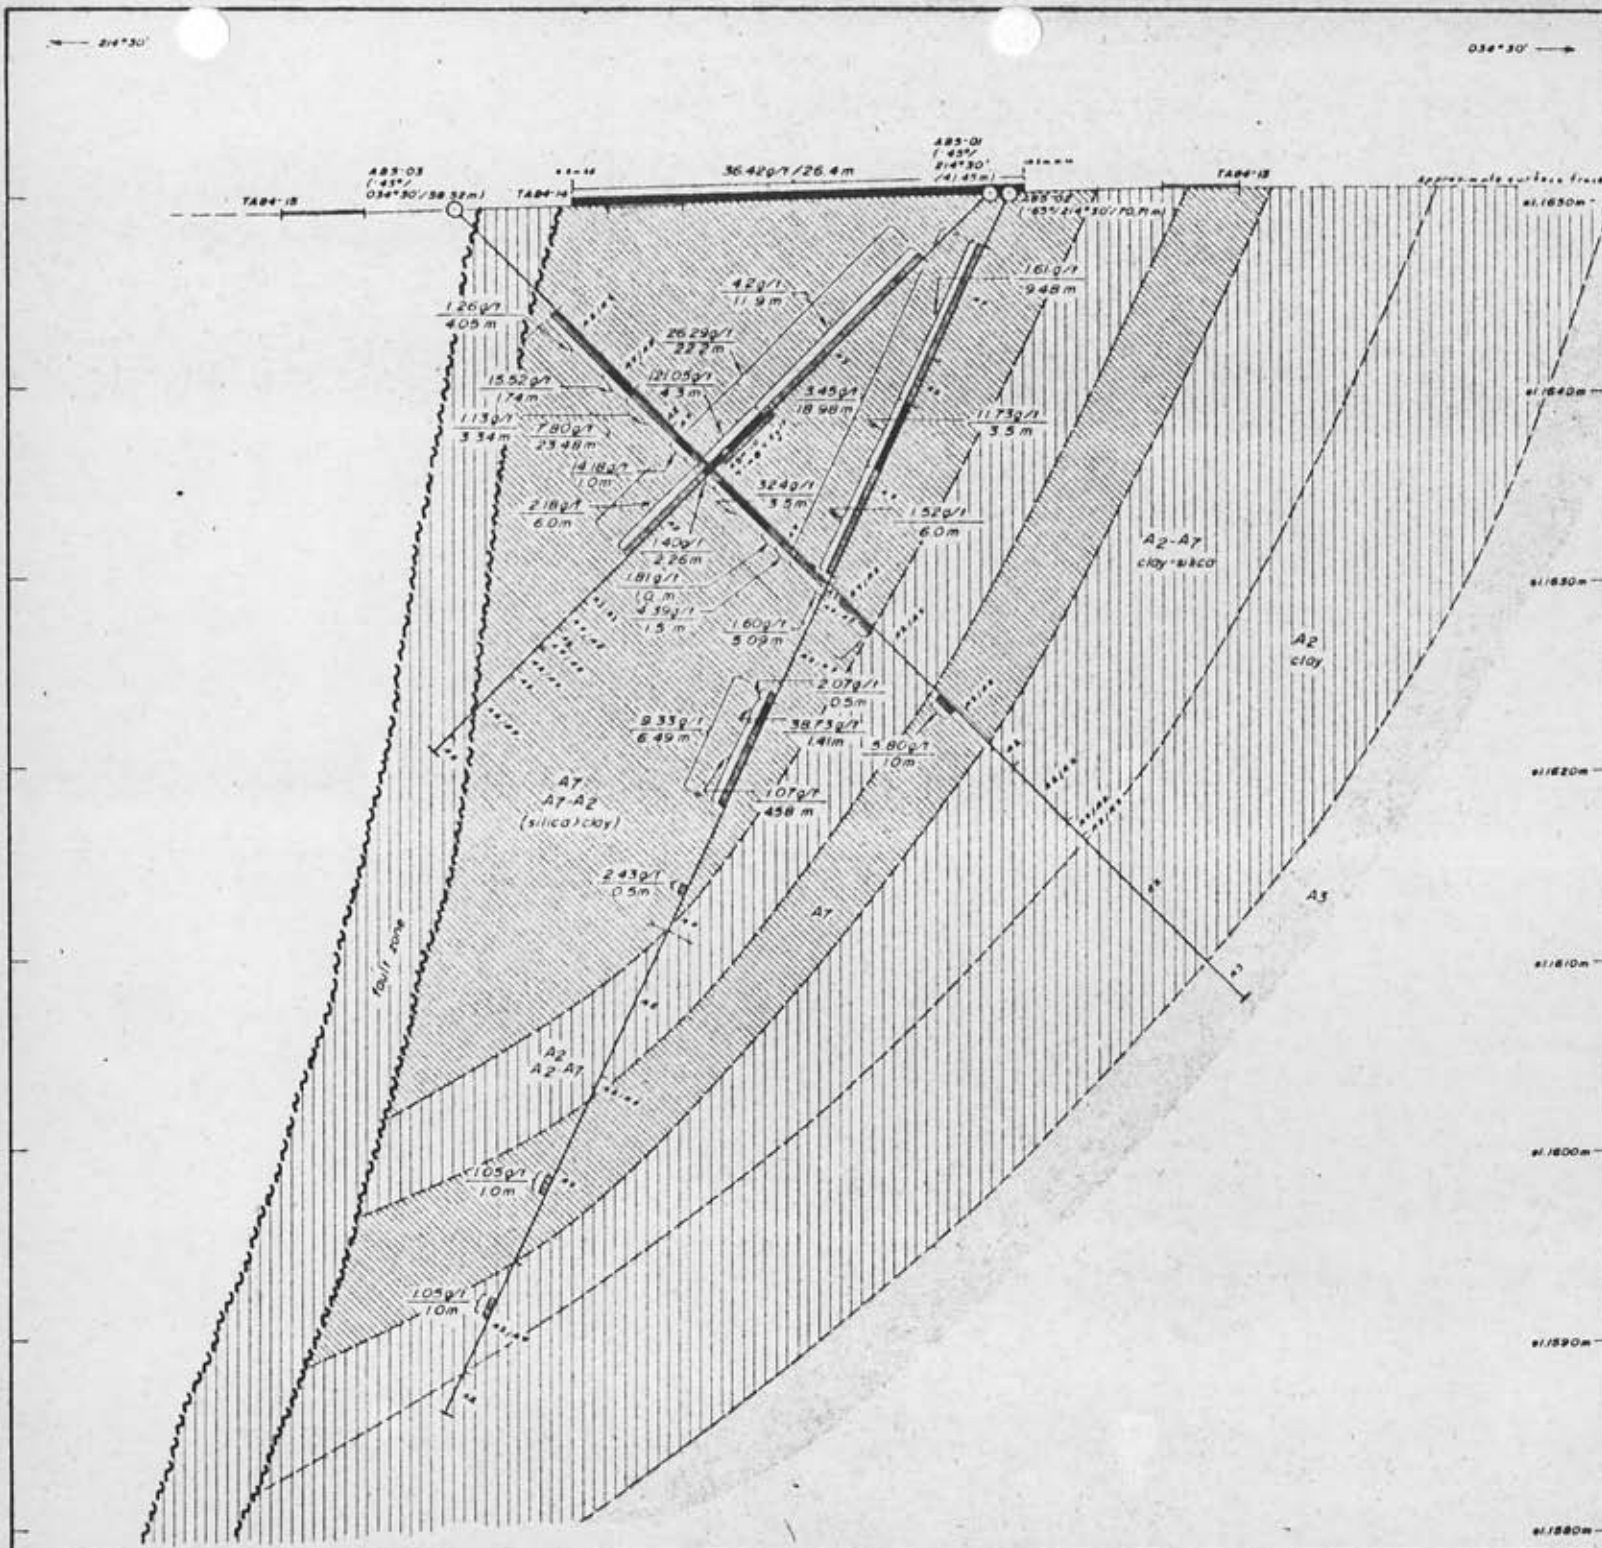 214°30'
034°30'
A85-01
(-45°/
214°30'
/41.45m)
A85-03
(-45°/
034°30'/58.52m)
36.42g/t/26.4m
TA84-15
TA84-14
TA84-13
Approximate surface trace
A85-02
(-65°/214°30'/70.71m)
el.1650m
4.2g/t
11.9m
1.61g/t
9.48m
1.26g/t
4.05m
26.29g/t
22.2m
15.52g/t
1.74m
121.05g/t
4.3m
3.45g/t
18.98m
el.1640m
1.13g/t
3.34m
7.80g/t
23.48m
11.73g/t
3.5m
14.18g/t
1.0m
3.24g/t
3.5m
2.18g/t
6.0m
1.52g/t
6.0m
1.40g/t
2.26m
A2-A7
clay-silica
1.81g/t
1.0m
el.1630m
4.39g/t
1.5m
1.60g/t
5.09m
A2
clay
2.07g/t
0.5m
9.33g/t
6.49m
38.73g/t
1.41m
5.80g/t
1.0m
el.1620m
A7
A7-A2
(silica)clay)
1.07g/t
4.58m
2.43g/t
0.5m
A7
A3
fault zone
el.1610m
A2
A2-A7
el.1600m
1.05g/t
1.0m
1.05g/t
1.0m
el.1590m
el.1580m